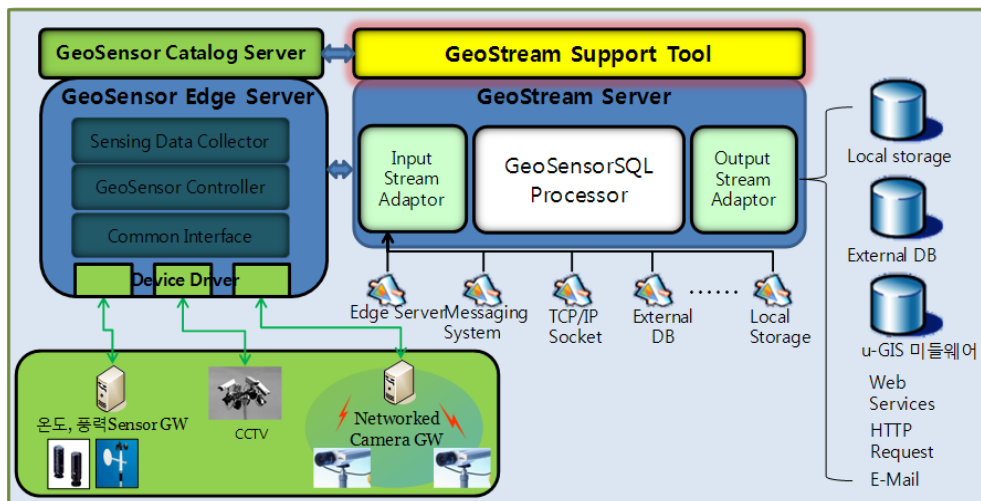 GeoSensor Catalog Server
GeoStream Support Tool
GeoSensor Edge Server
Sensing Data Collector
GeoSensor Controller
Common Interface
Device Driver
GeoStream Server
Input
Stream
Adaptor
GeoSensorSQL
Processor
Output
Stream
Adaptor
Edge Server
Messaging
System
TCP/IP
Socket
External
DB
......
Local
Storage
Local storage
External DB
u-GIS 미들웨어
Web
Services
HTTP
Request
E-Mail
온도, 풍력Sensor GW
CCTV
Networked
Camera GW